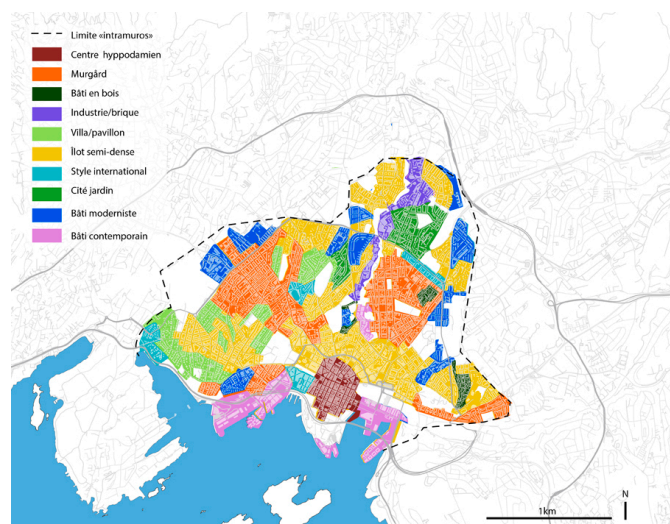 Limite «intramuros»
Centre hyppodamien
Murgård
Bâti en bois
Industrie/brique
Villa/pavillon
Îlot semi-dense
Style international
Cité jardin
Bâti moderniste
Bâti contemporain
N
1km